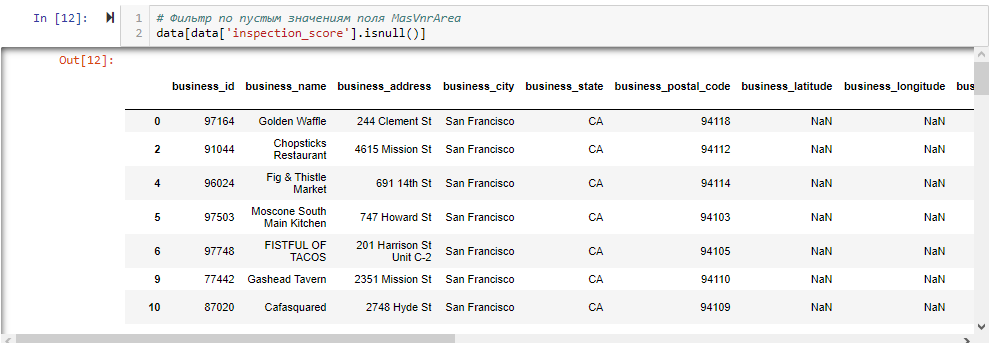 In [12]:
1 # Фильтр по пустым значениям поля MasVnrArea
2 data[data['inspection_score'].isnull()]
Out[12]:
business_id business_name business_address business_city business_state business_postal_code business_latitude business_longitude bus
0 97164 Golden Waffle 244 Clement St San Francisco CA 94118 NaN NaN
2 91044 Chopsticks Restaurant 4615 Mission St San Francisco CA 94112 NaN NaN
4 96024 Fig & Thistle Market 691 14th St San Francisco CA 94114 NaN NaN
5 97503 Moscone South Main Kitchen 747 Howard St San Francisco CA 94103 NaN NaN
6 97748 FISTFUL OF TACOS 201 Harrison St Unit C-2 San Francisco CA 94105 NaN NaN
9 77442 Gashead Tavern 2351 Mission St San Francisco CA 94110 NaN NaN
10 87020 Cafasquared 2748 Hyde St San Francisco CA 94109 NaN NaN